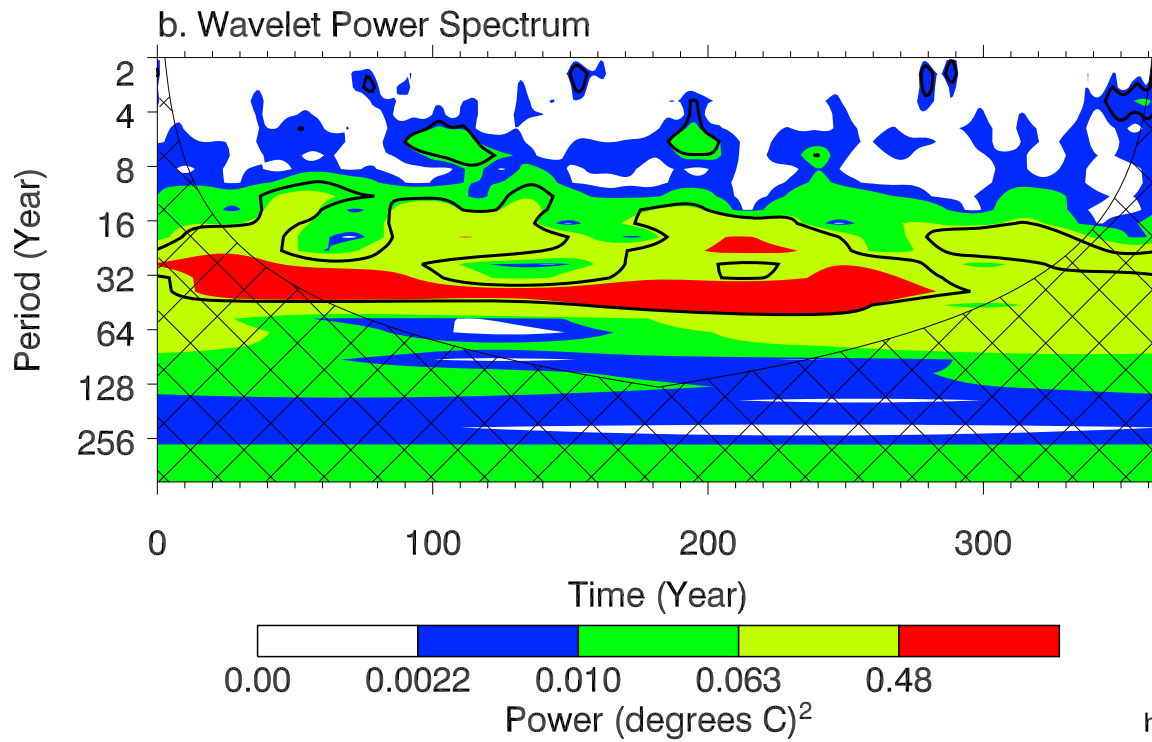 b. Wavelet Power Spectrum
2
4
8
16
32
64
128
256
Period (Year)
0 100 200 300
Time (Year)
0.00 0.0022 0.010 0.063 0.48
Power (degrees C)²